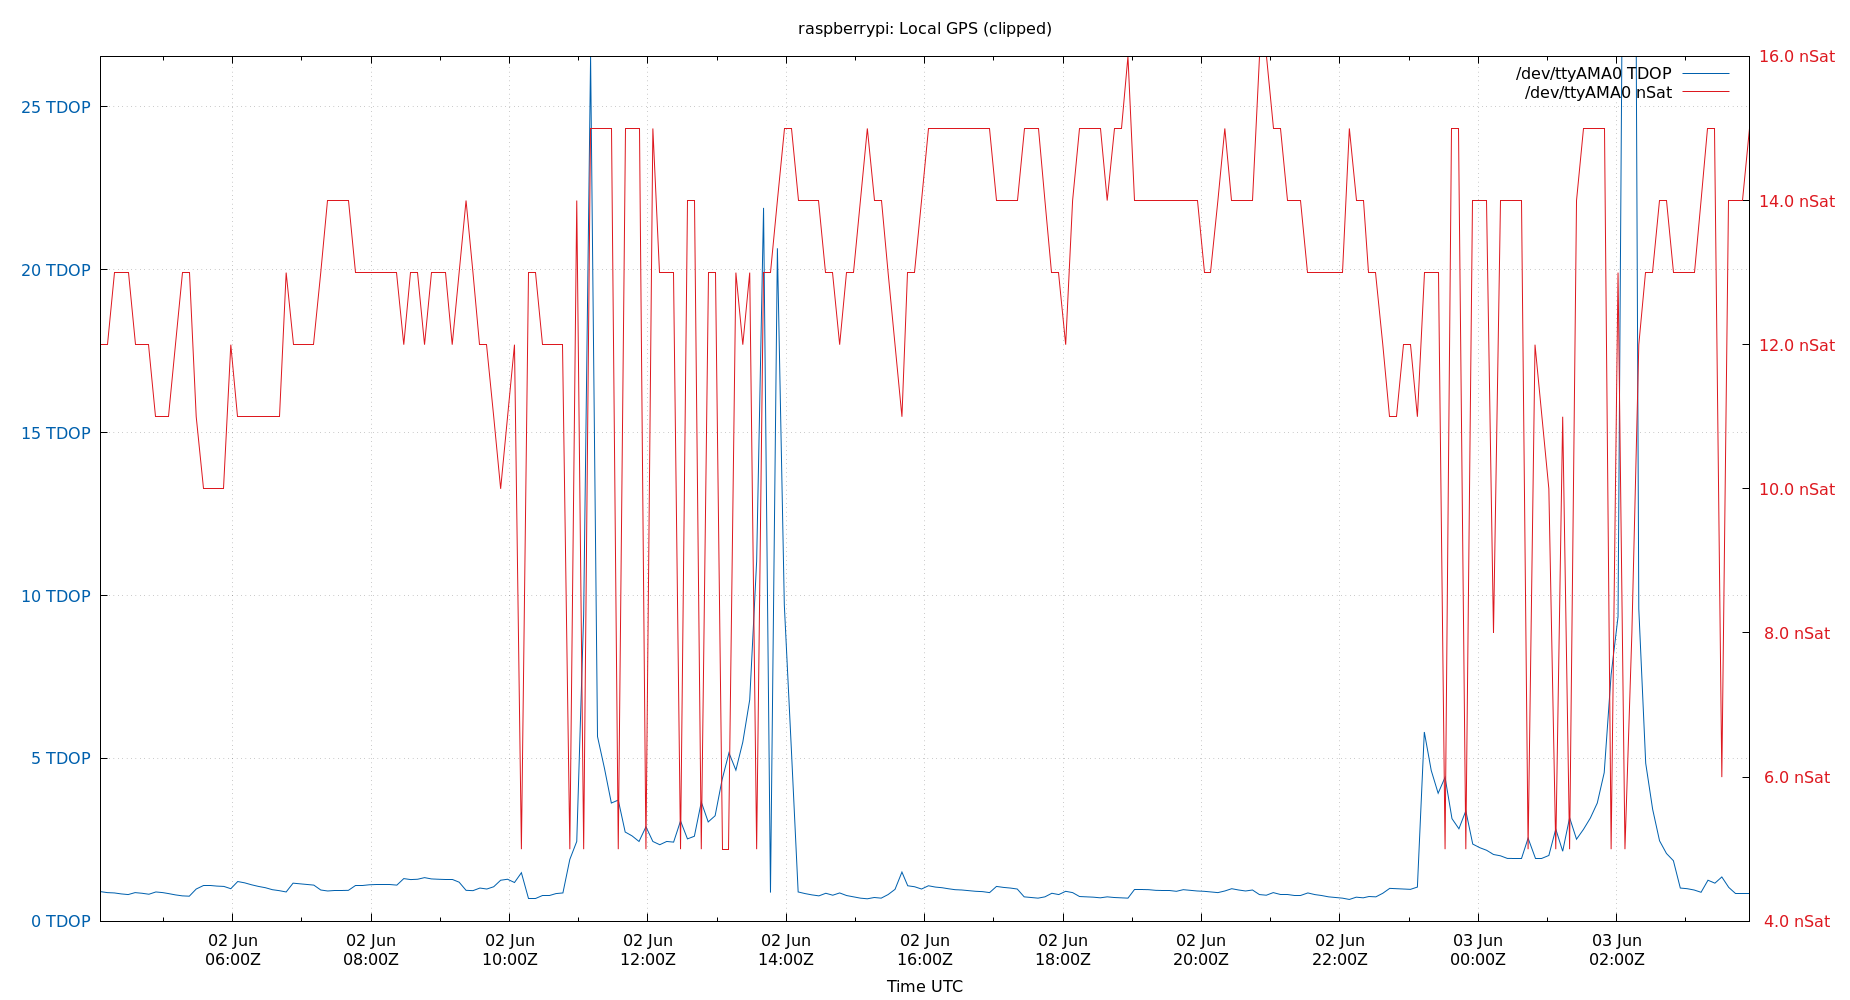 raspberrypi: Local GPS (clipped)
/dev/ttyAMA0 TDOP
/dev/ttyAMA0 nSat
25 TDOP
20 TDOP
15 TDOP
10 TDOP
5 TDOP
0 TDOP
16.0 nSat
14.0 nSat
12.0 nSat
10.0 nSat
8.0 nSat
6.0 nSat
4.0 nSat
02 Jun
06:00Z
02 Jun
08:00Z
02 Jun
10:00Z
02 Jun
12:00Z
02 Jun
14:00Z
02 Jun
16:00Z
02 Jun
18:00Z
02 Jun
20:00Z
02 Jun
22:00Z
03 Jun
00:00Z
03 Jun
02:00Z
Time UTC